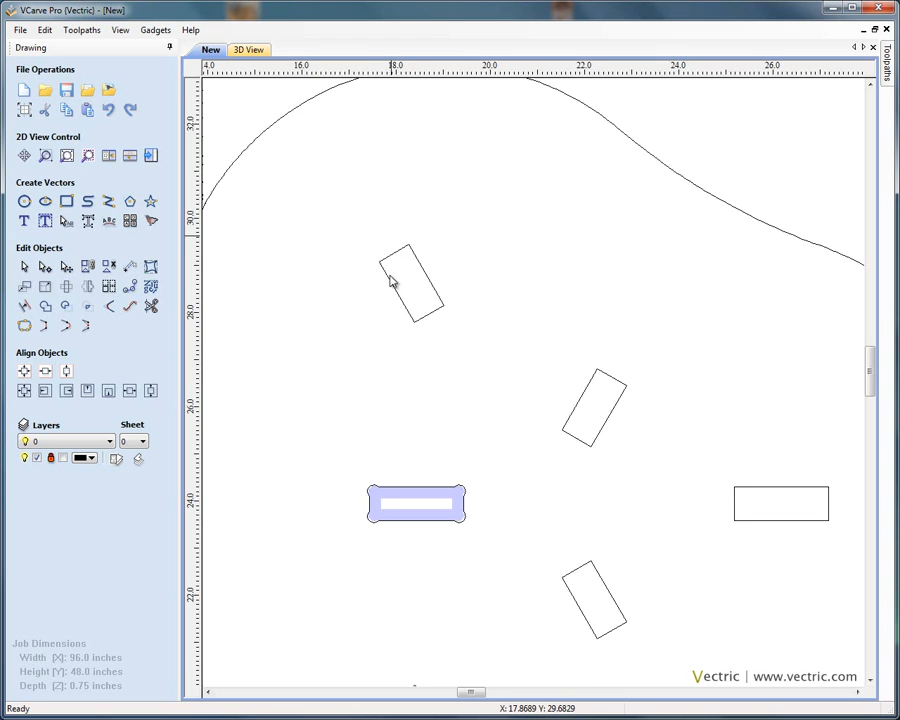 VCarve Pro {Vectric} - [New]
File Edit Toolpaths View Gadgets Help
Drawing
New 3D View
Toolpaths
File Operations
2D View Control
Create Vectors
Edit Objects
Align Objects
Layers Sheet
0 0
Job Dimensions
Width (X): 96.0 inches
Height (Y): 48.0 inches
Depth (Z): 0.75 inches
4.0 16.0 18.0 20.0 22.0 24.0 26.0
32.0
30.0
28.0
26.0
24.0
22.0
Vectric | www.vectric.com
Ready X: 17.8689 Y: 29.6829